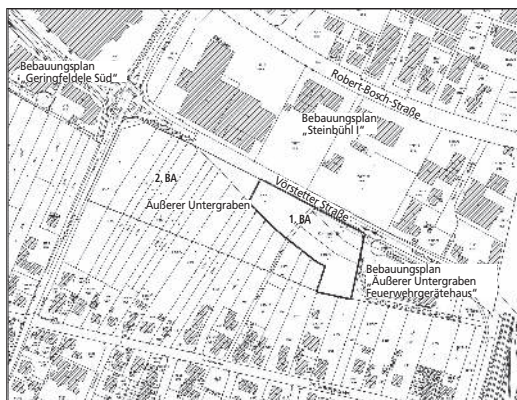 Bebauungsplan
„Geringfeldele Süd“
Robert-Bosch-Straße
Bebauungsplan
„Steinbühl I“
2. BA
Vörstetter Straße
Äußerer Untergraben
1. BA
Bebauungsplan
„Äußerer Untergraben
Feuerwehrgerätehaus“